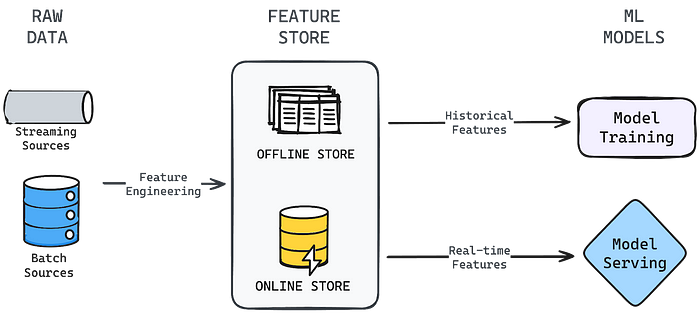 RAW
DATA
FEATURE
STORE
ML
MODELS
Streaming
Sources
Batch
Sources
Feature
Engineering
OFFLINE STORE
ONLINE STORE
Historical
Features
Real-time
Features
Model
Training
Model
Serving